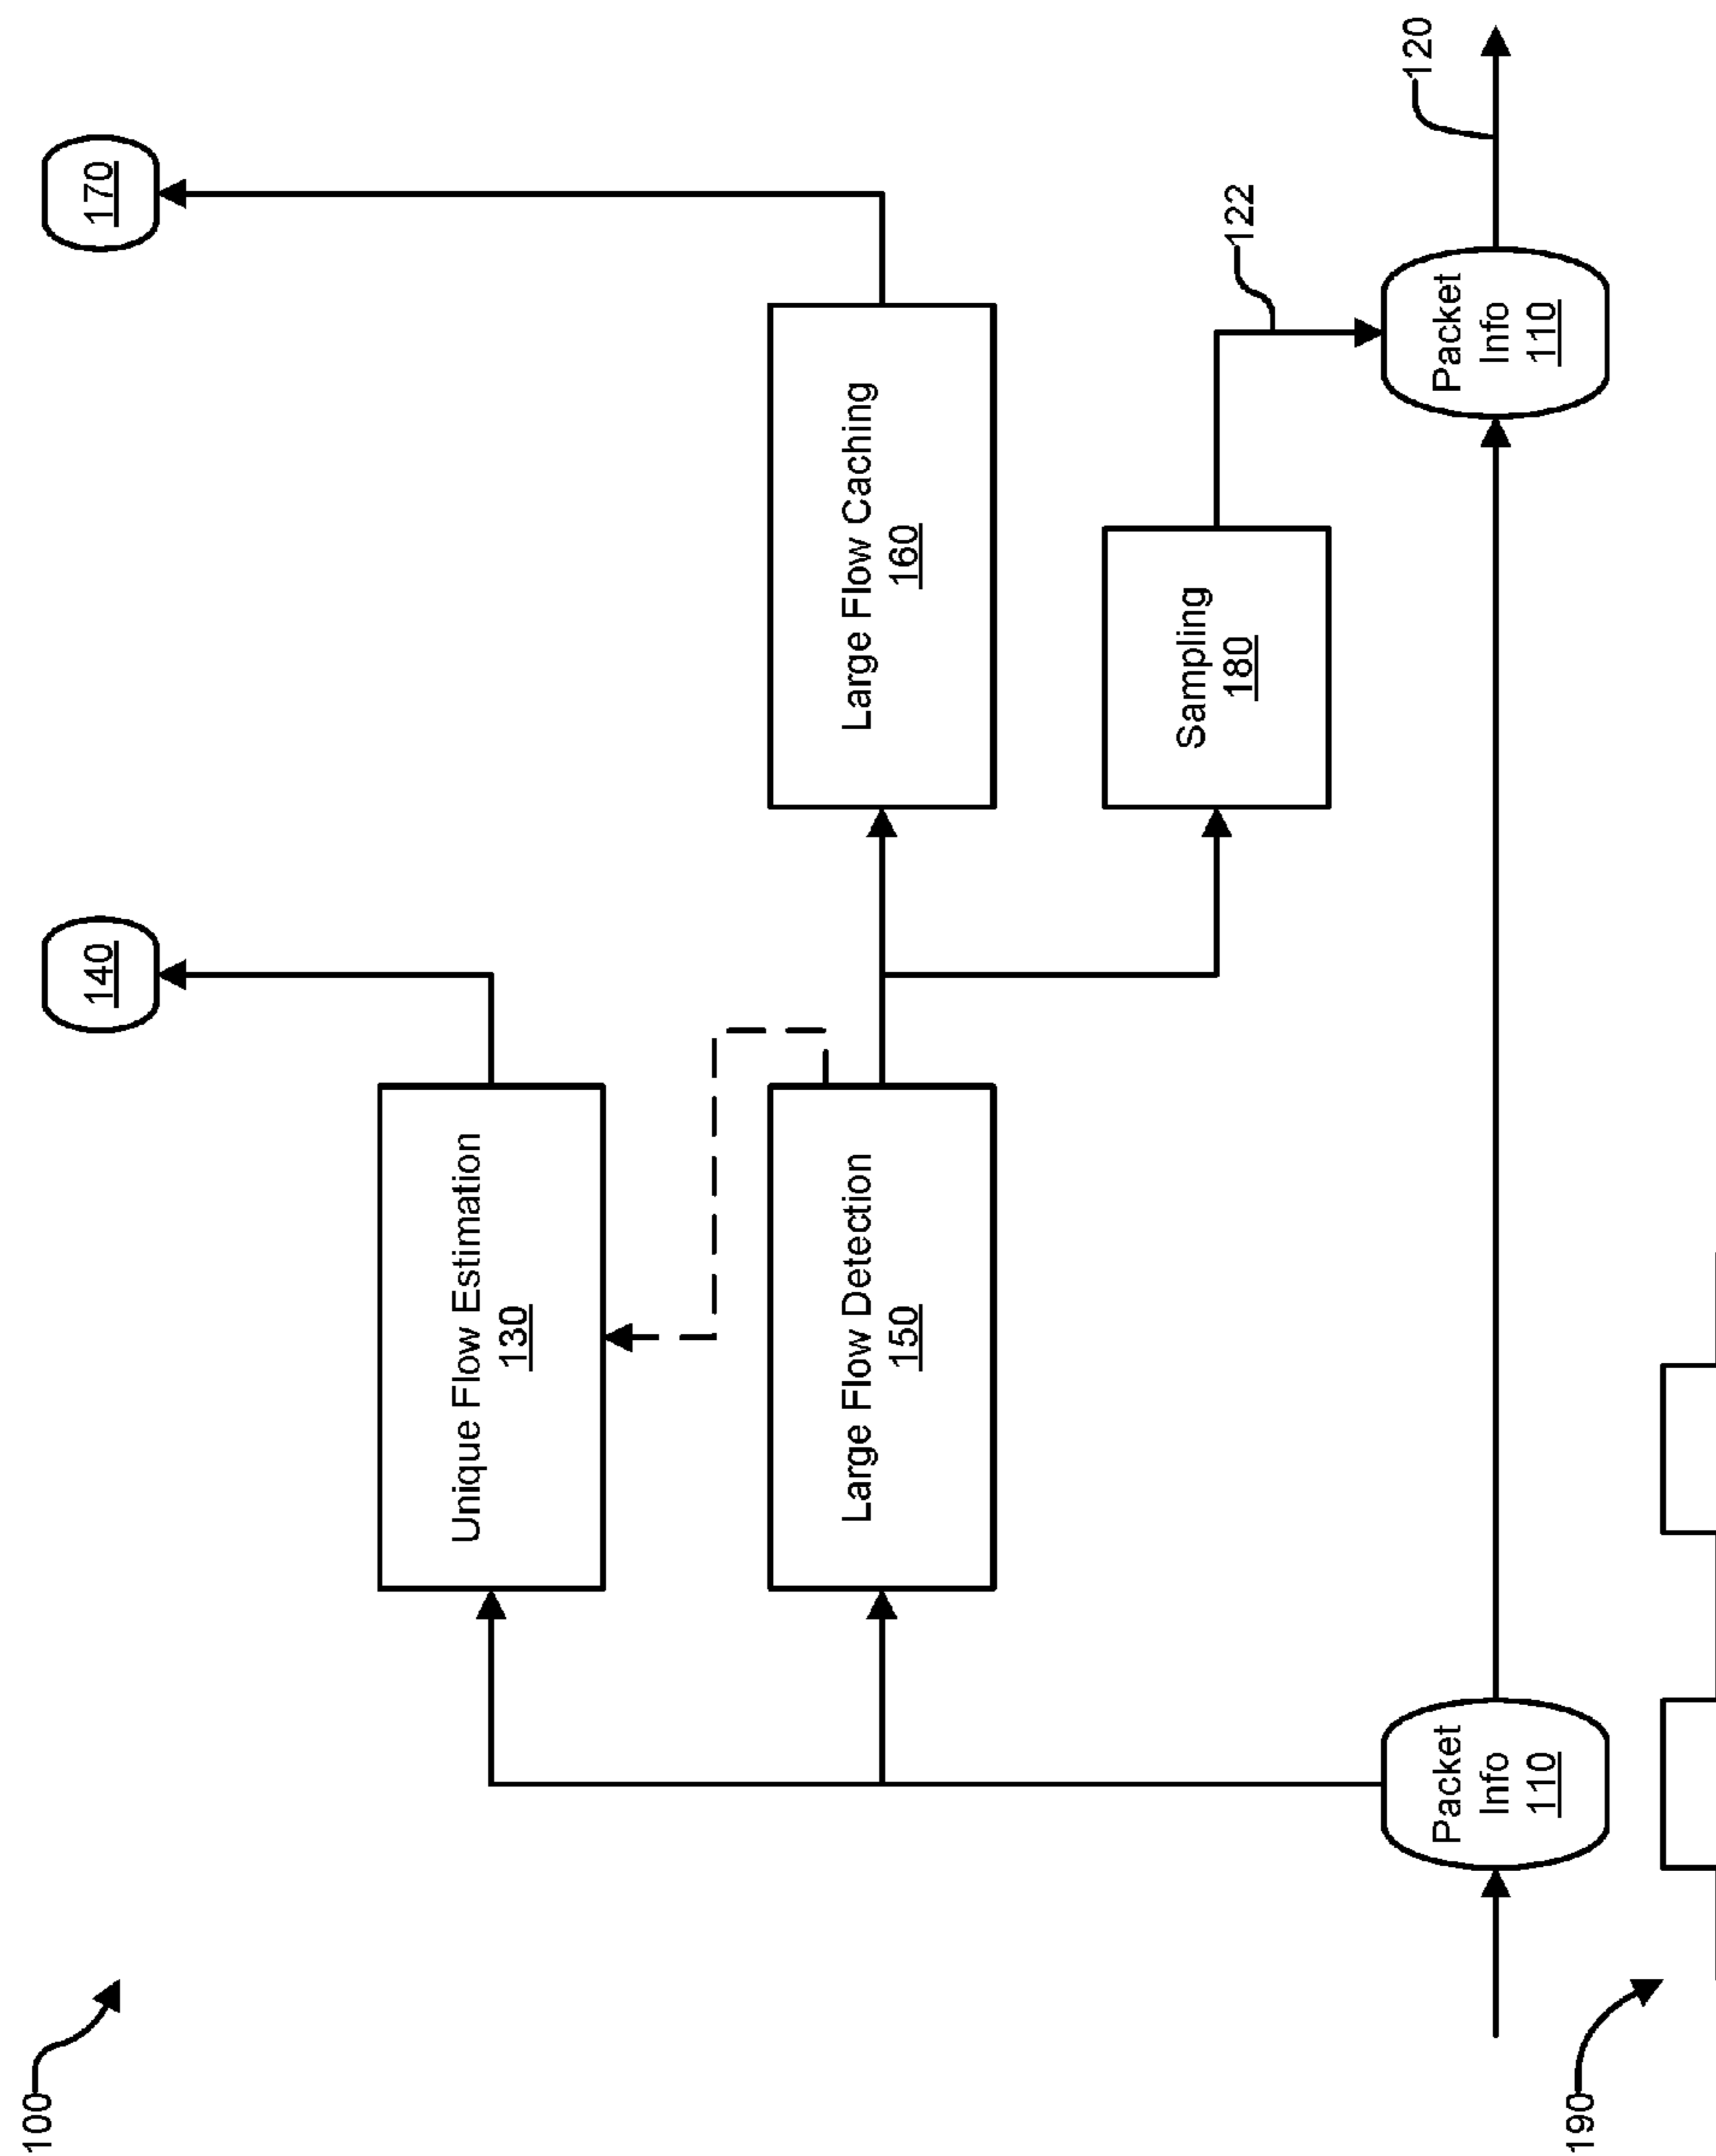 100
140
170
Unique Flow Estimation
130
Large Flow Detection
150
Large Flow Caching
160
Sampling
180
122
120
Packet
Info
110
Packet
Info
110
190